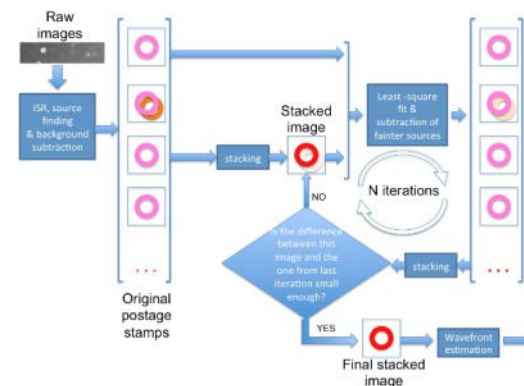 Raw
images
ISR, source
finding
& background
subtraction
...
Original
postage
stamps
stacking
Stacked
image
Least -square
fit &
subtraction of
fainter sources
N iterations
NO
Is the difference
between this
image and the
one from last
iteration small
enough?
YES
stacking
...
Final stacked
image
Wavefront
estimation